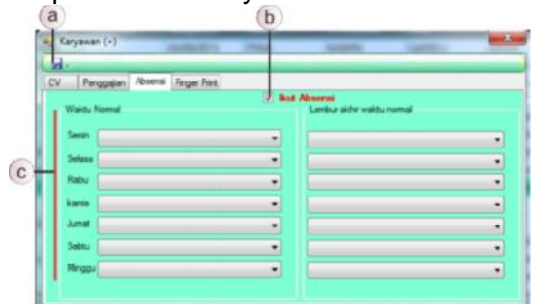 a
b
Karyawan (-)
CV Penggajian Absensi Finger Print
Ikut Absensi
Waktu Normal
Lembur akhir waktu normal
Senin
Selasa
Rabu
c
kamis
Jumat
Sabtu
Minggu